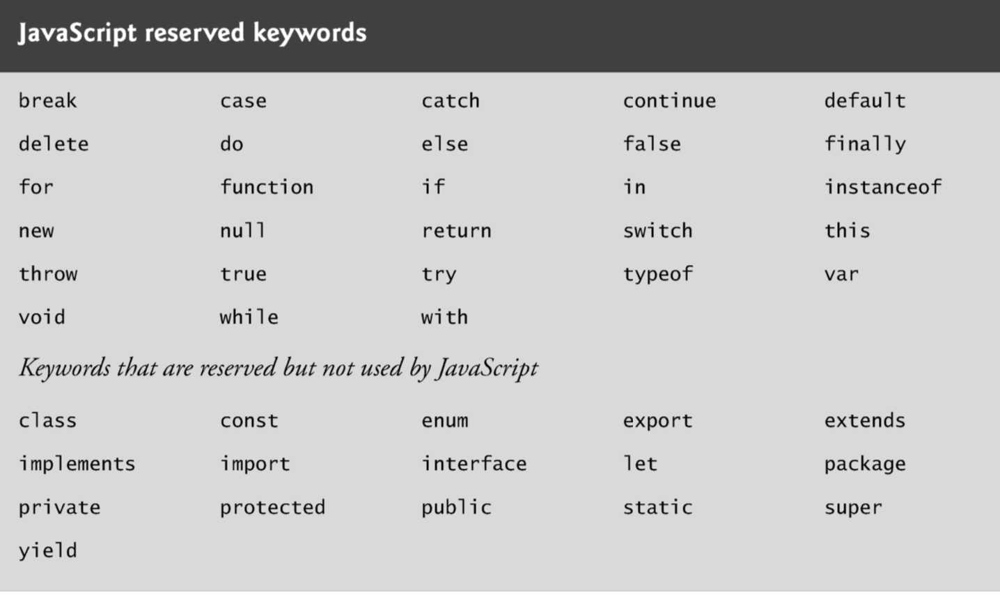 JavaScript reserved keywords
break case catch continue default
delete do else false finally
for function if in instanceof
new null return switch this
throw true try typeof var
void while with
Keywords that are reserved but not used by JavaScript
class const enum export extends
implements import interface let package
private protected public static super
yield